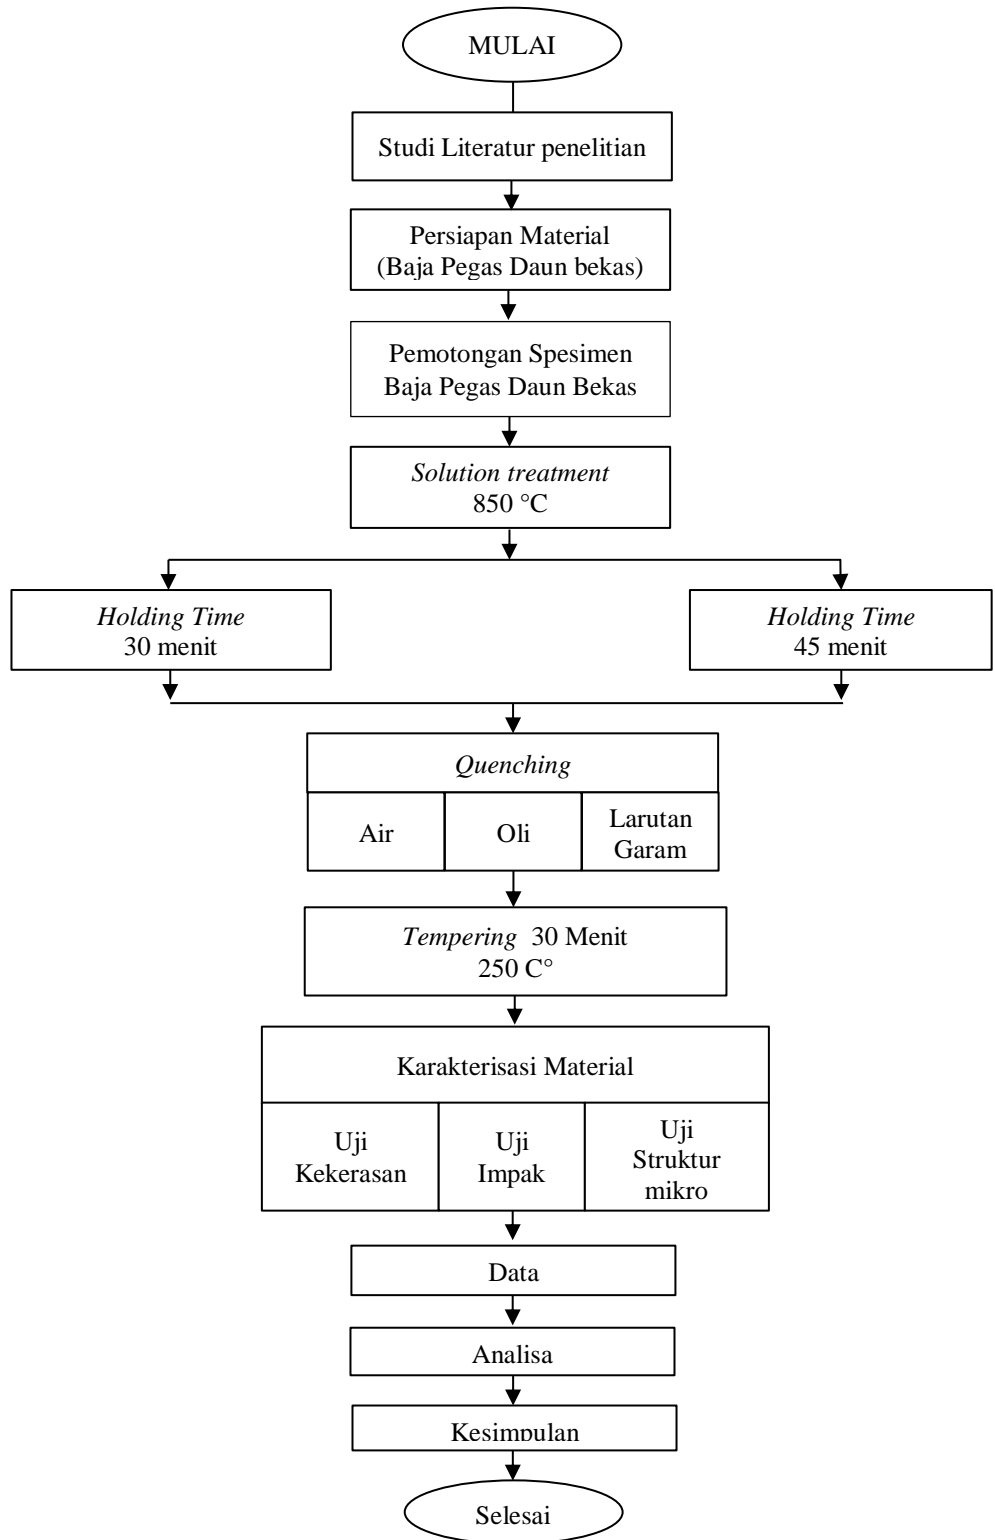 MULAI
Studi Literatur penelitian
Persiapan Material
(Baja Pegas Daun bekas)
Pemotongan Spesimen
Baja Pegas Daun Bekas
Solution treatment
850 °C
Holding Time
30 menit
Holding Time
45 menit
Quenching
Air
Oli
Larutan
Garam
Tempering 30 Menit
250 C°
Karakterisasi Material
Uji
Kekerasan
Uji
Impak
Uji
Struktur
mikro
Data
Analisa
Kesimpulan
Selesai